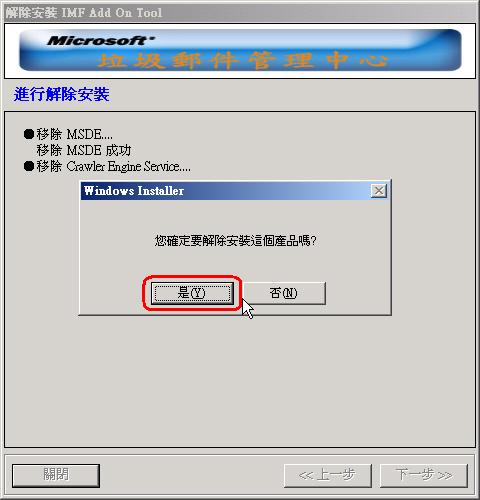 解除安裝 IMF Add On Tool
Microsoft
垃圾郵件管理中心
進行解除安裝
●移除 MSDE....
移除 MSDE 成功
●移除 Crawler Engine Service....
Windows Installer
您確定要解除安裝這個產品嗎?
是(Y) 否(N)
關閉 << 上一步 下一步 >>